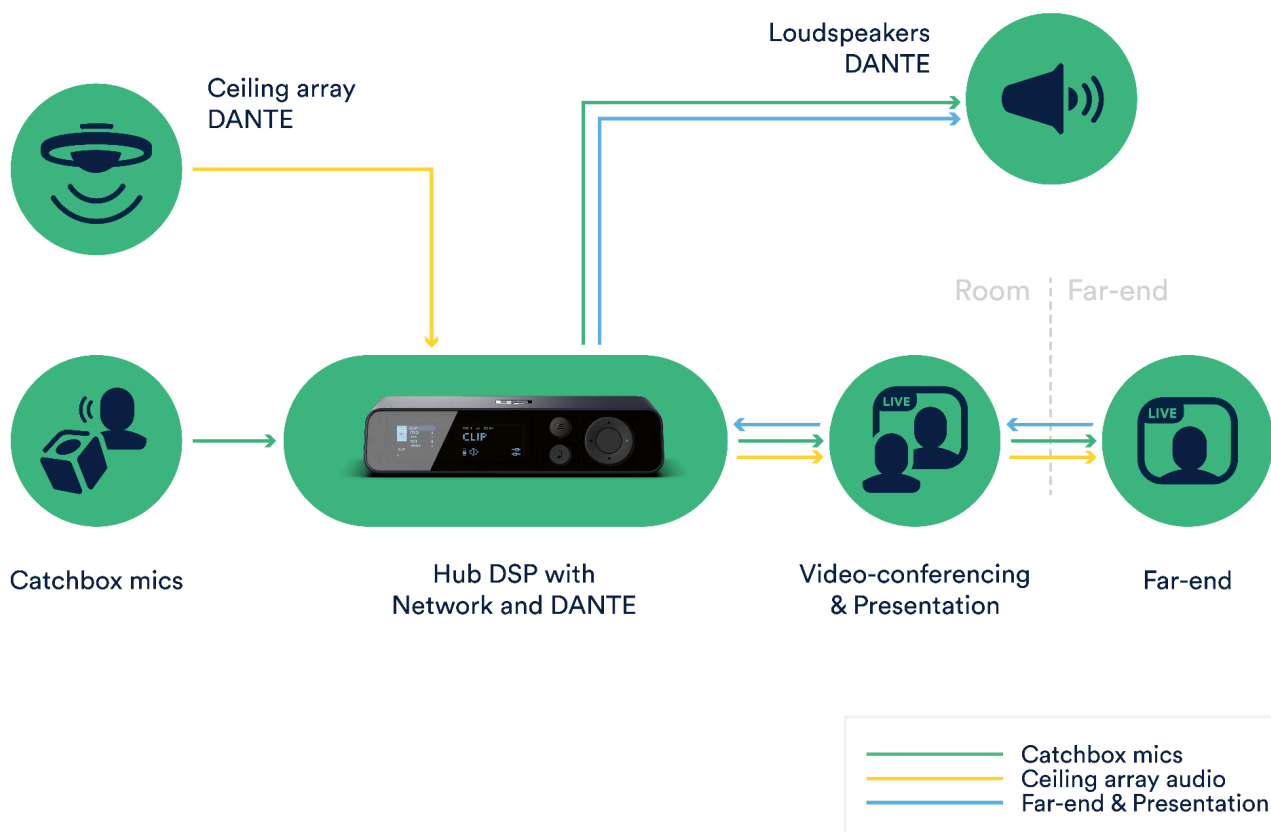 Loudspeakers
DANTE
Ceiling array
DANTE
Room
Far-end
LIVE
LIVE
CLIP
Catchbox mics
Hub DSP with
Network and DANTE
Video-conferencing
& Presentation
Far-end
Catchbox mics
Ceiling array audio
Far-end & Presentation